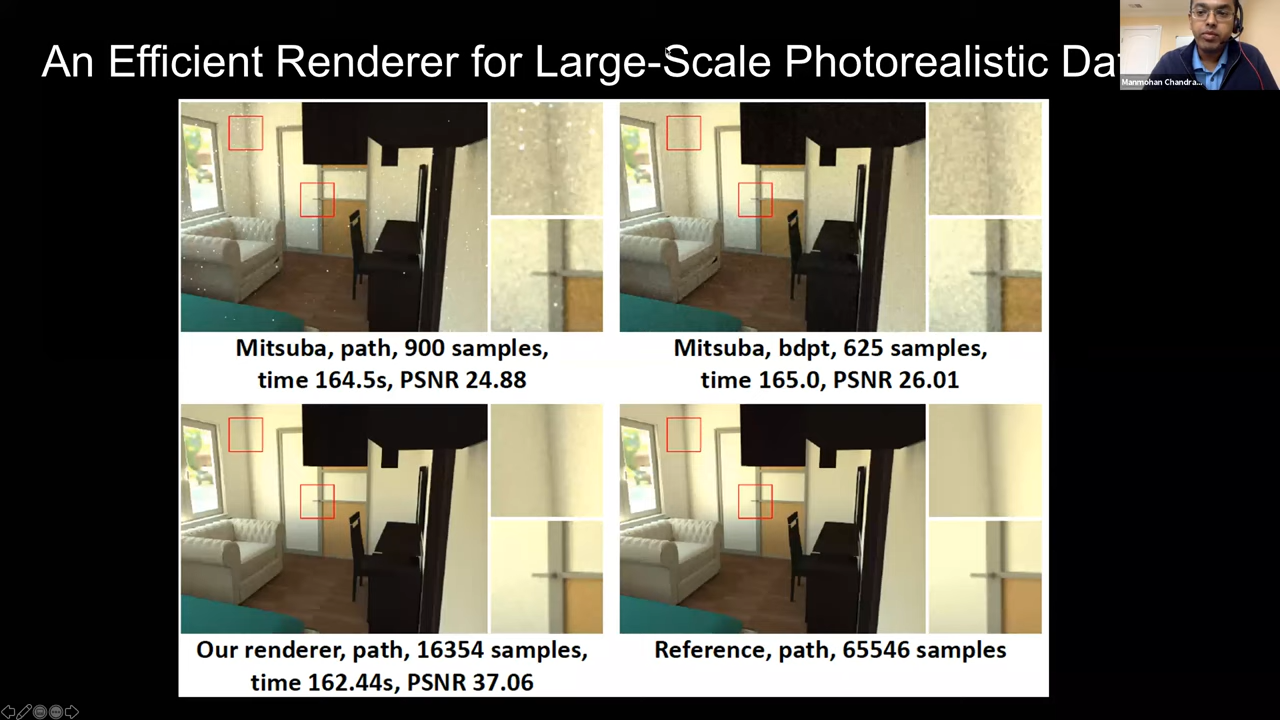 An Efficient Renderer for Large-Scale Photorealistic
Manmohan Chandra...
Mitsuba, path, 900 samples,
time 164.5s, PSNR 24.88
Mitsuba, bdpt, 625 samples,
time 165.0, PSNR 26.01
Our renderer, path, 16354 samples,
time 162.44s, PSNR 37.06
Reference, path, 65546 samples